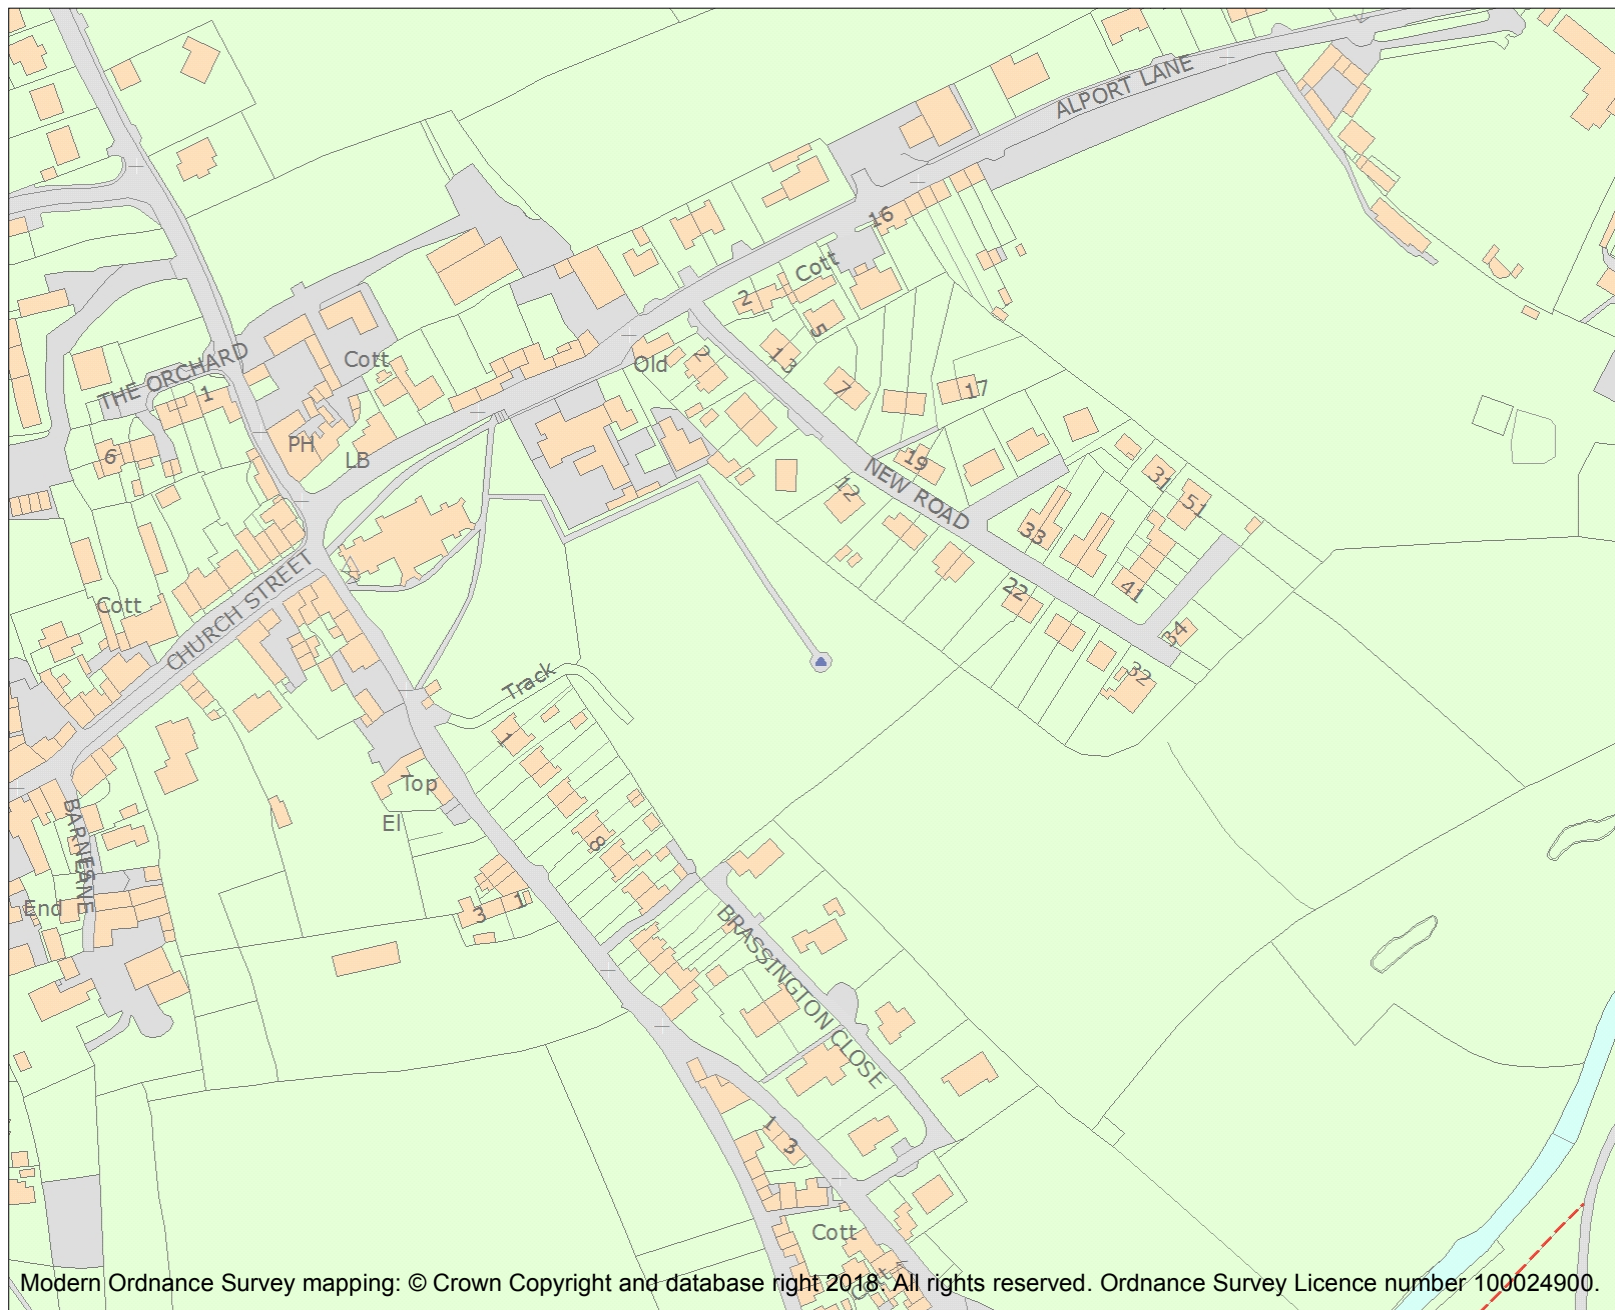 ALPORT LANE
16
Cott
2
5
Cott
Old
2
13
THE ORCHARD
1
7
17
PH
LB
6
19
12
NEW ROAD
31
51
33
CHURCH STREET
22
41
Cott
34
Track
32
1
Top
El
BARNES LANE
8
End
3
1
BRASSINGTON CLOSE
1
3
Cott
Modern Ordnance Survey mapping: © Crown Copyright and database right 2018. All rights reserved. Ordnance Survey Licence number 100024900.